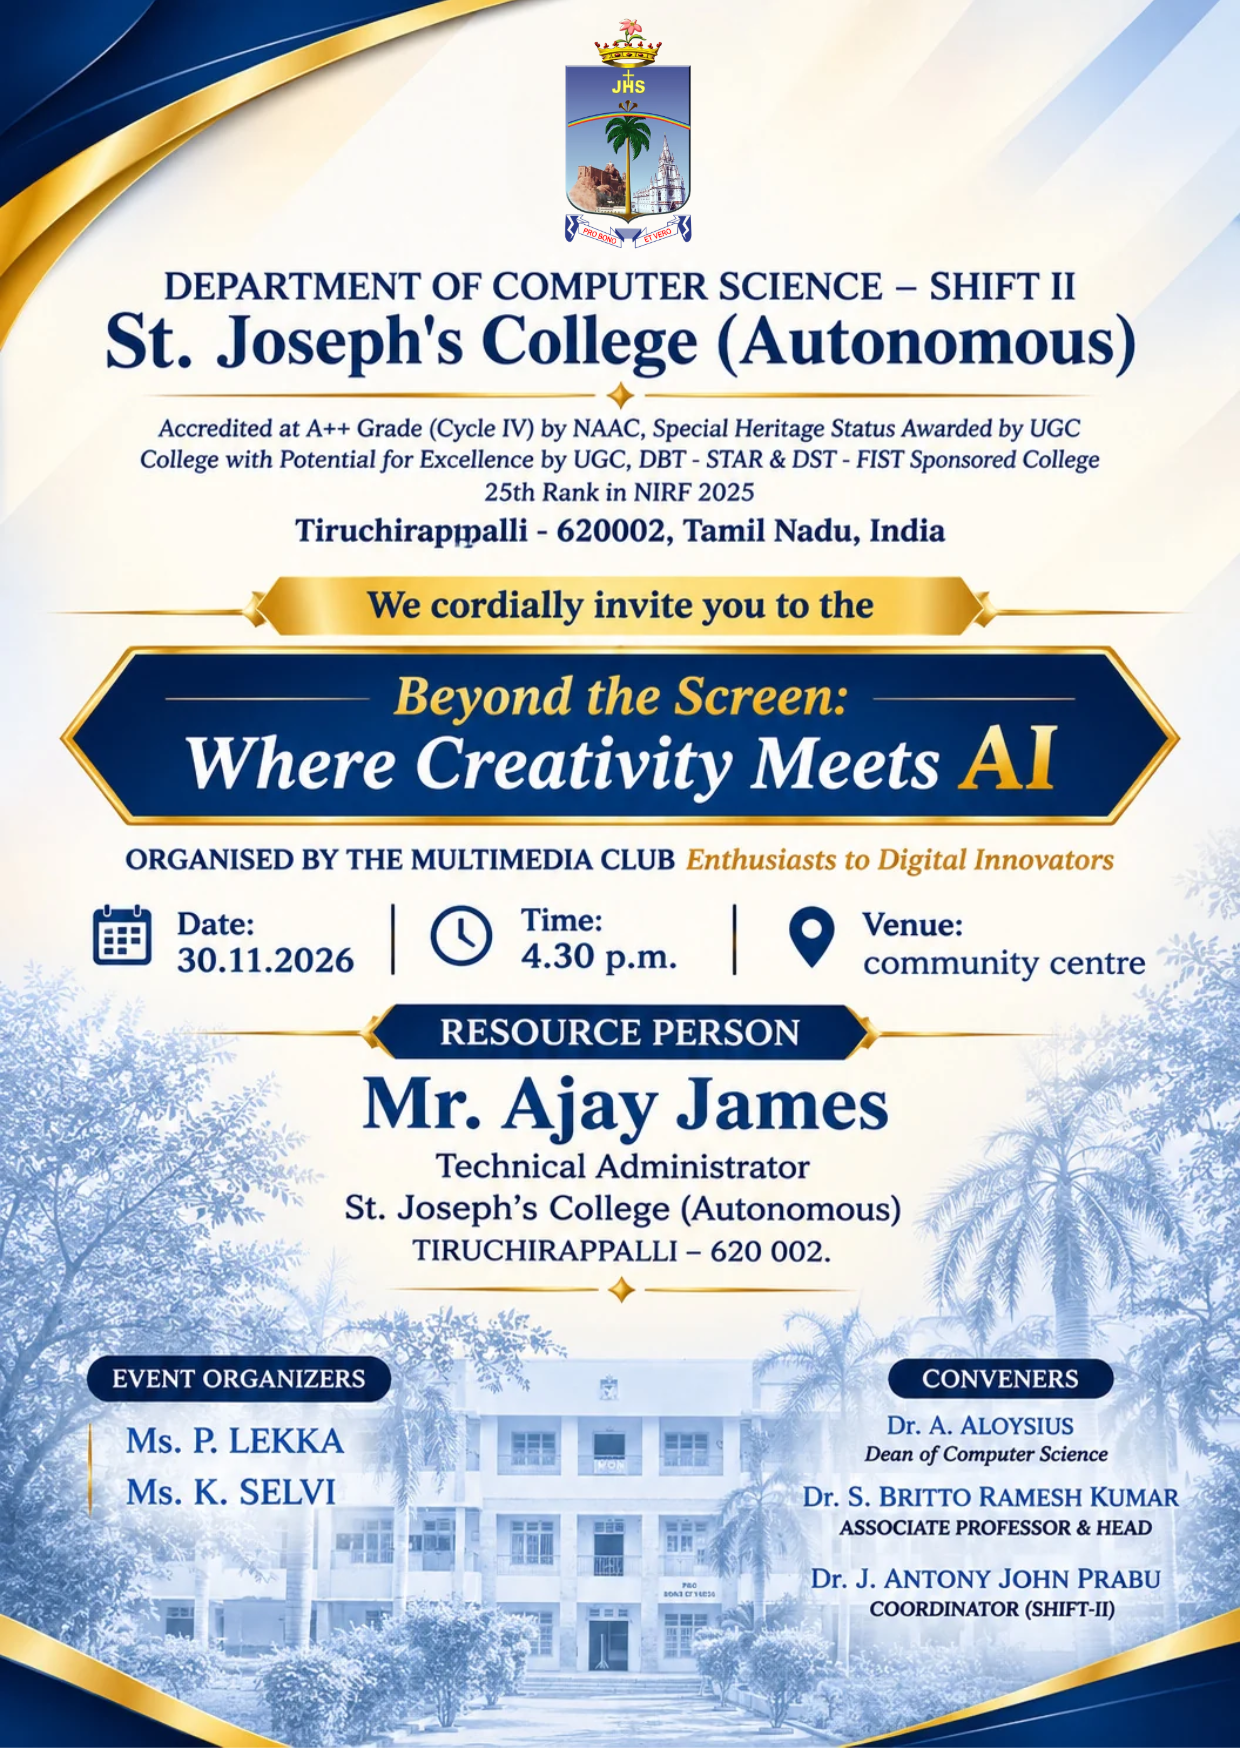 JHS
PRO BONO ET VERO
DEPARTMENT OF COMPUTER SCIENCE – SHIFT II
St. Joseph's College (Autonomous)
Accredited at A++ Grade (Cycle IV) by NAAC, Special Heritage Status Awarded by UGC
College with Potential for Excellence by UGC, DBT - STAR & DST - FIST Sponsored College
25th Rank in NIRF 2025
Tiruchirappalli - 620002, Tamil Nadu, India
We cordially invite you to the
Beyond the Screen:
Where Creativity Meets AI
ORGANISED BY THE MULTIMEDIA CLUB Enthusiasts to Digital Innovators
Date:
30.11.2026
Time:
4.30 p.m.
Venue:
community centre
RESOURCE PERSON
Mr. Ajay James
Technical Administrator
St. Joseph’s College (Autonomous)
TIRUCHIRAPPALLI – 620 002.
EVENT ORGANIZERS
Ms. P. LEKKA
Ms. K. SELVI
CONVENERS
Dr. A. ALOYSIUS
Dean of Computer Science
Dr. S. BRITTO RAMESH KUMAR
ASSOCIATE PROFESSOR & HEAD
Dr. J. ANTONY JOHN PRABU
COORDINATOR (SHIFT-II)